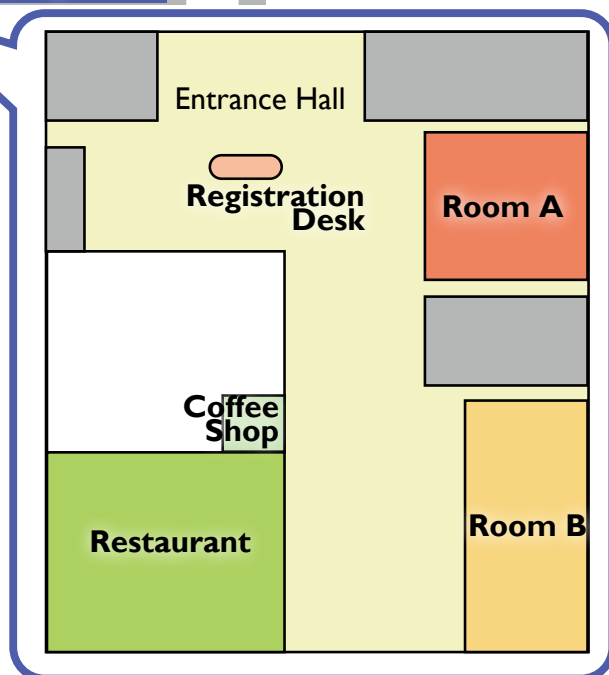 Entrance Hall
Registration
Desk
Room A
Coffee
Shop
Restaurant
Room B